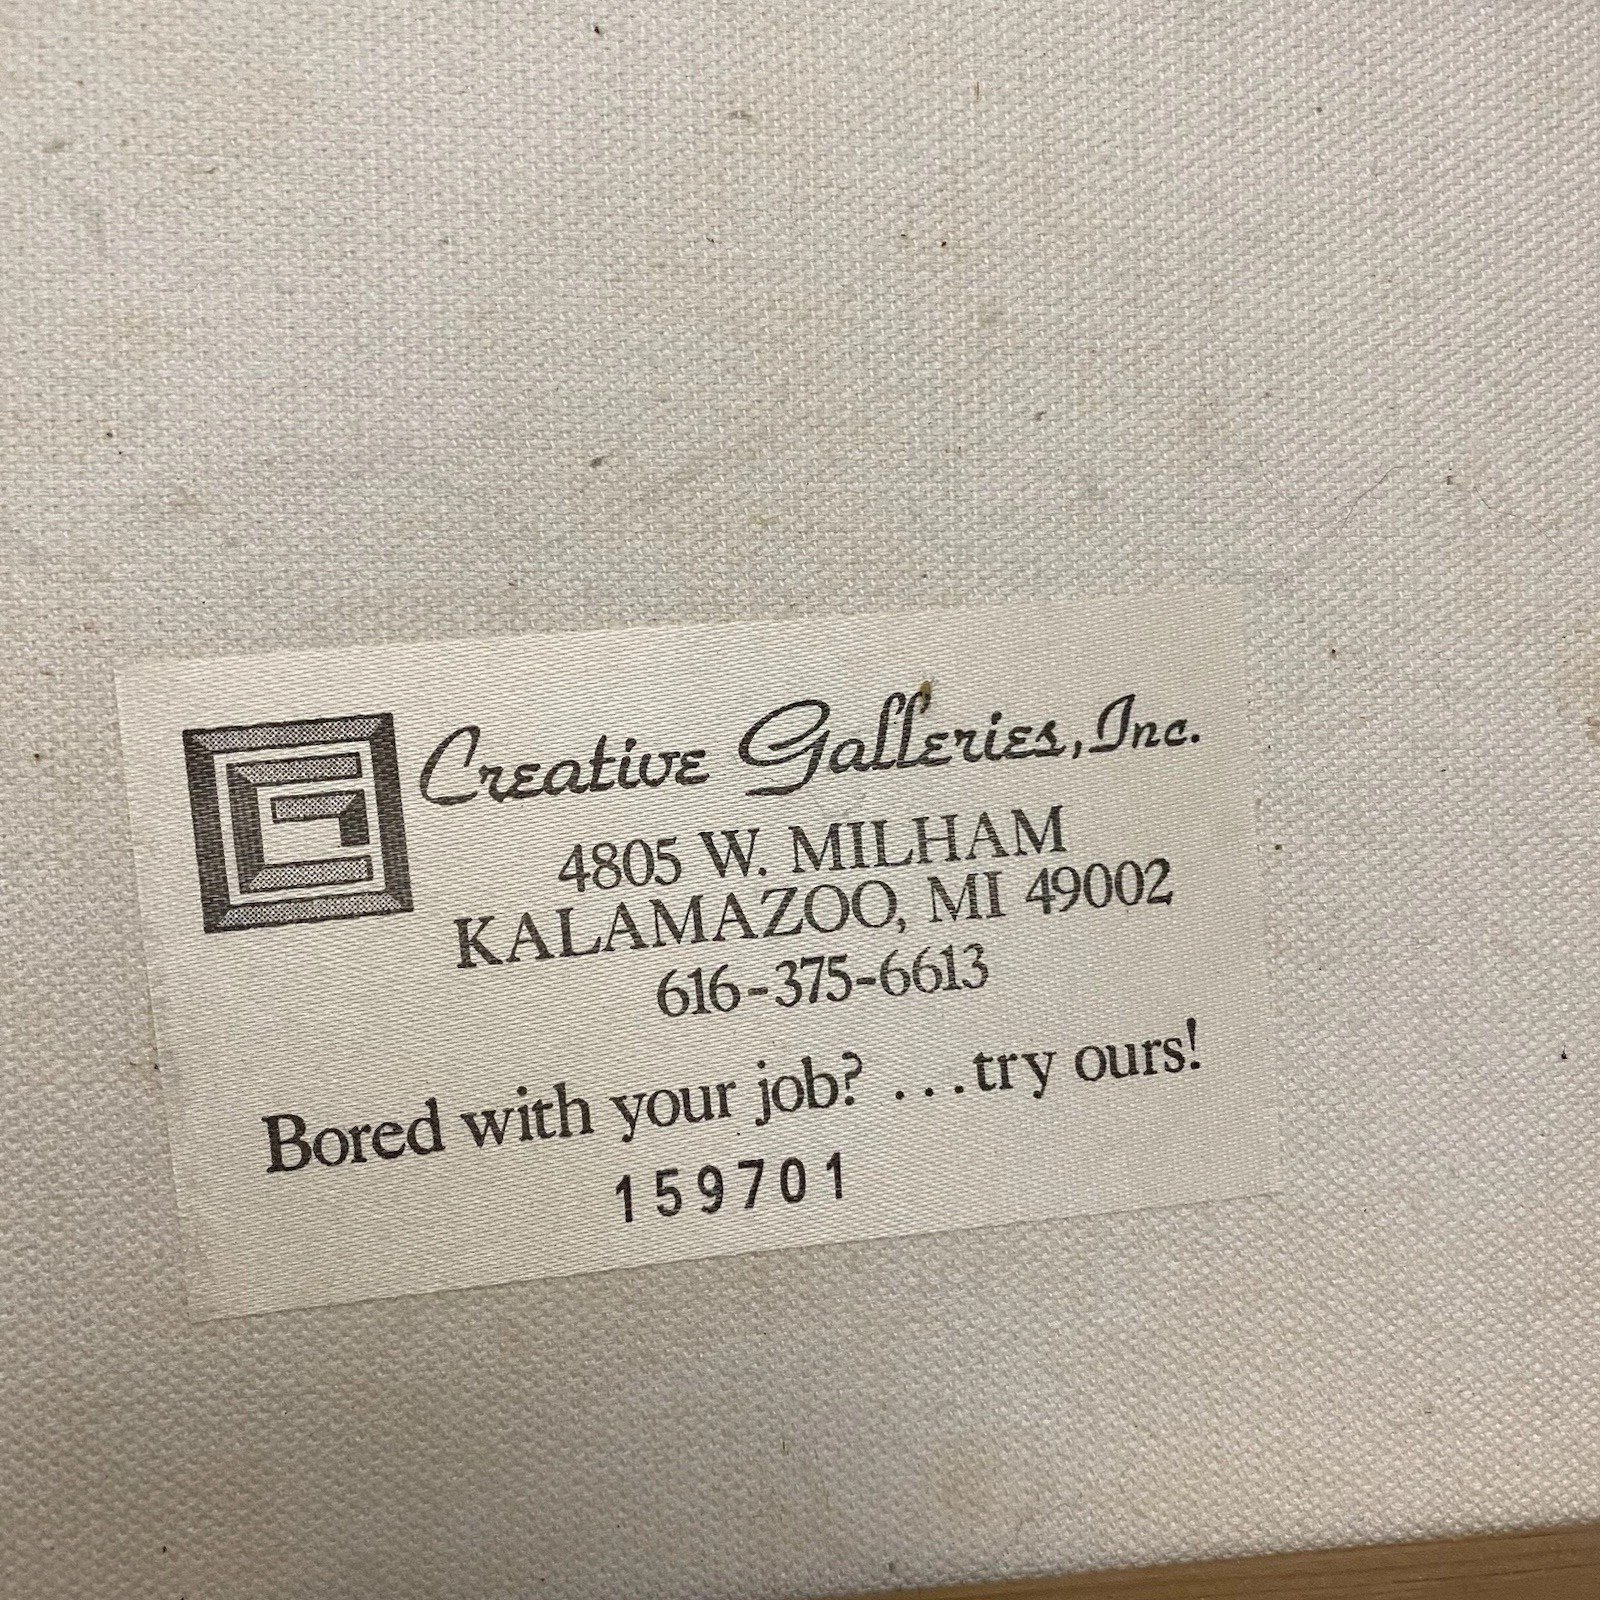 Creative Galleries, Inc.
4805 W. MILHAM
KALAMAZOO, MI 49002
616-375-6613
Bored with your job? ...try ours!
159701